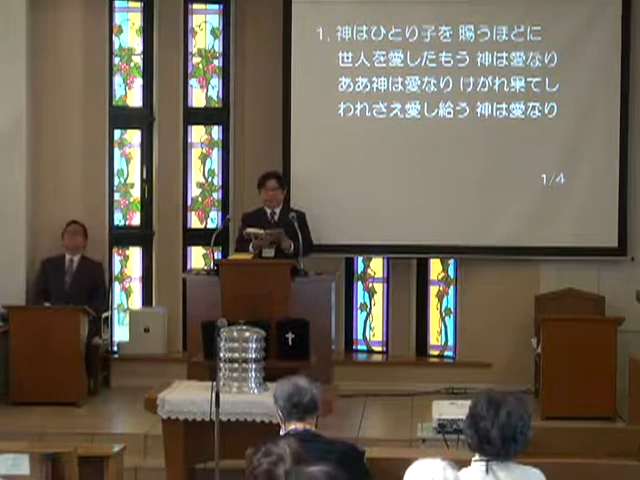 1. 神はひとり子を 賜うほどに
世人を愛したもう 神は愛なり
ああ神は愛なり けがれ果てし
われさえ愛し給う 神は愛なり
1/4